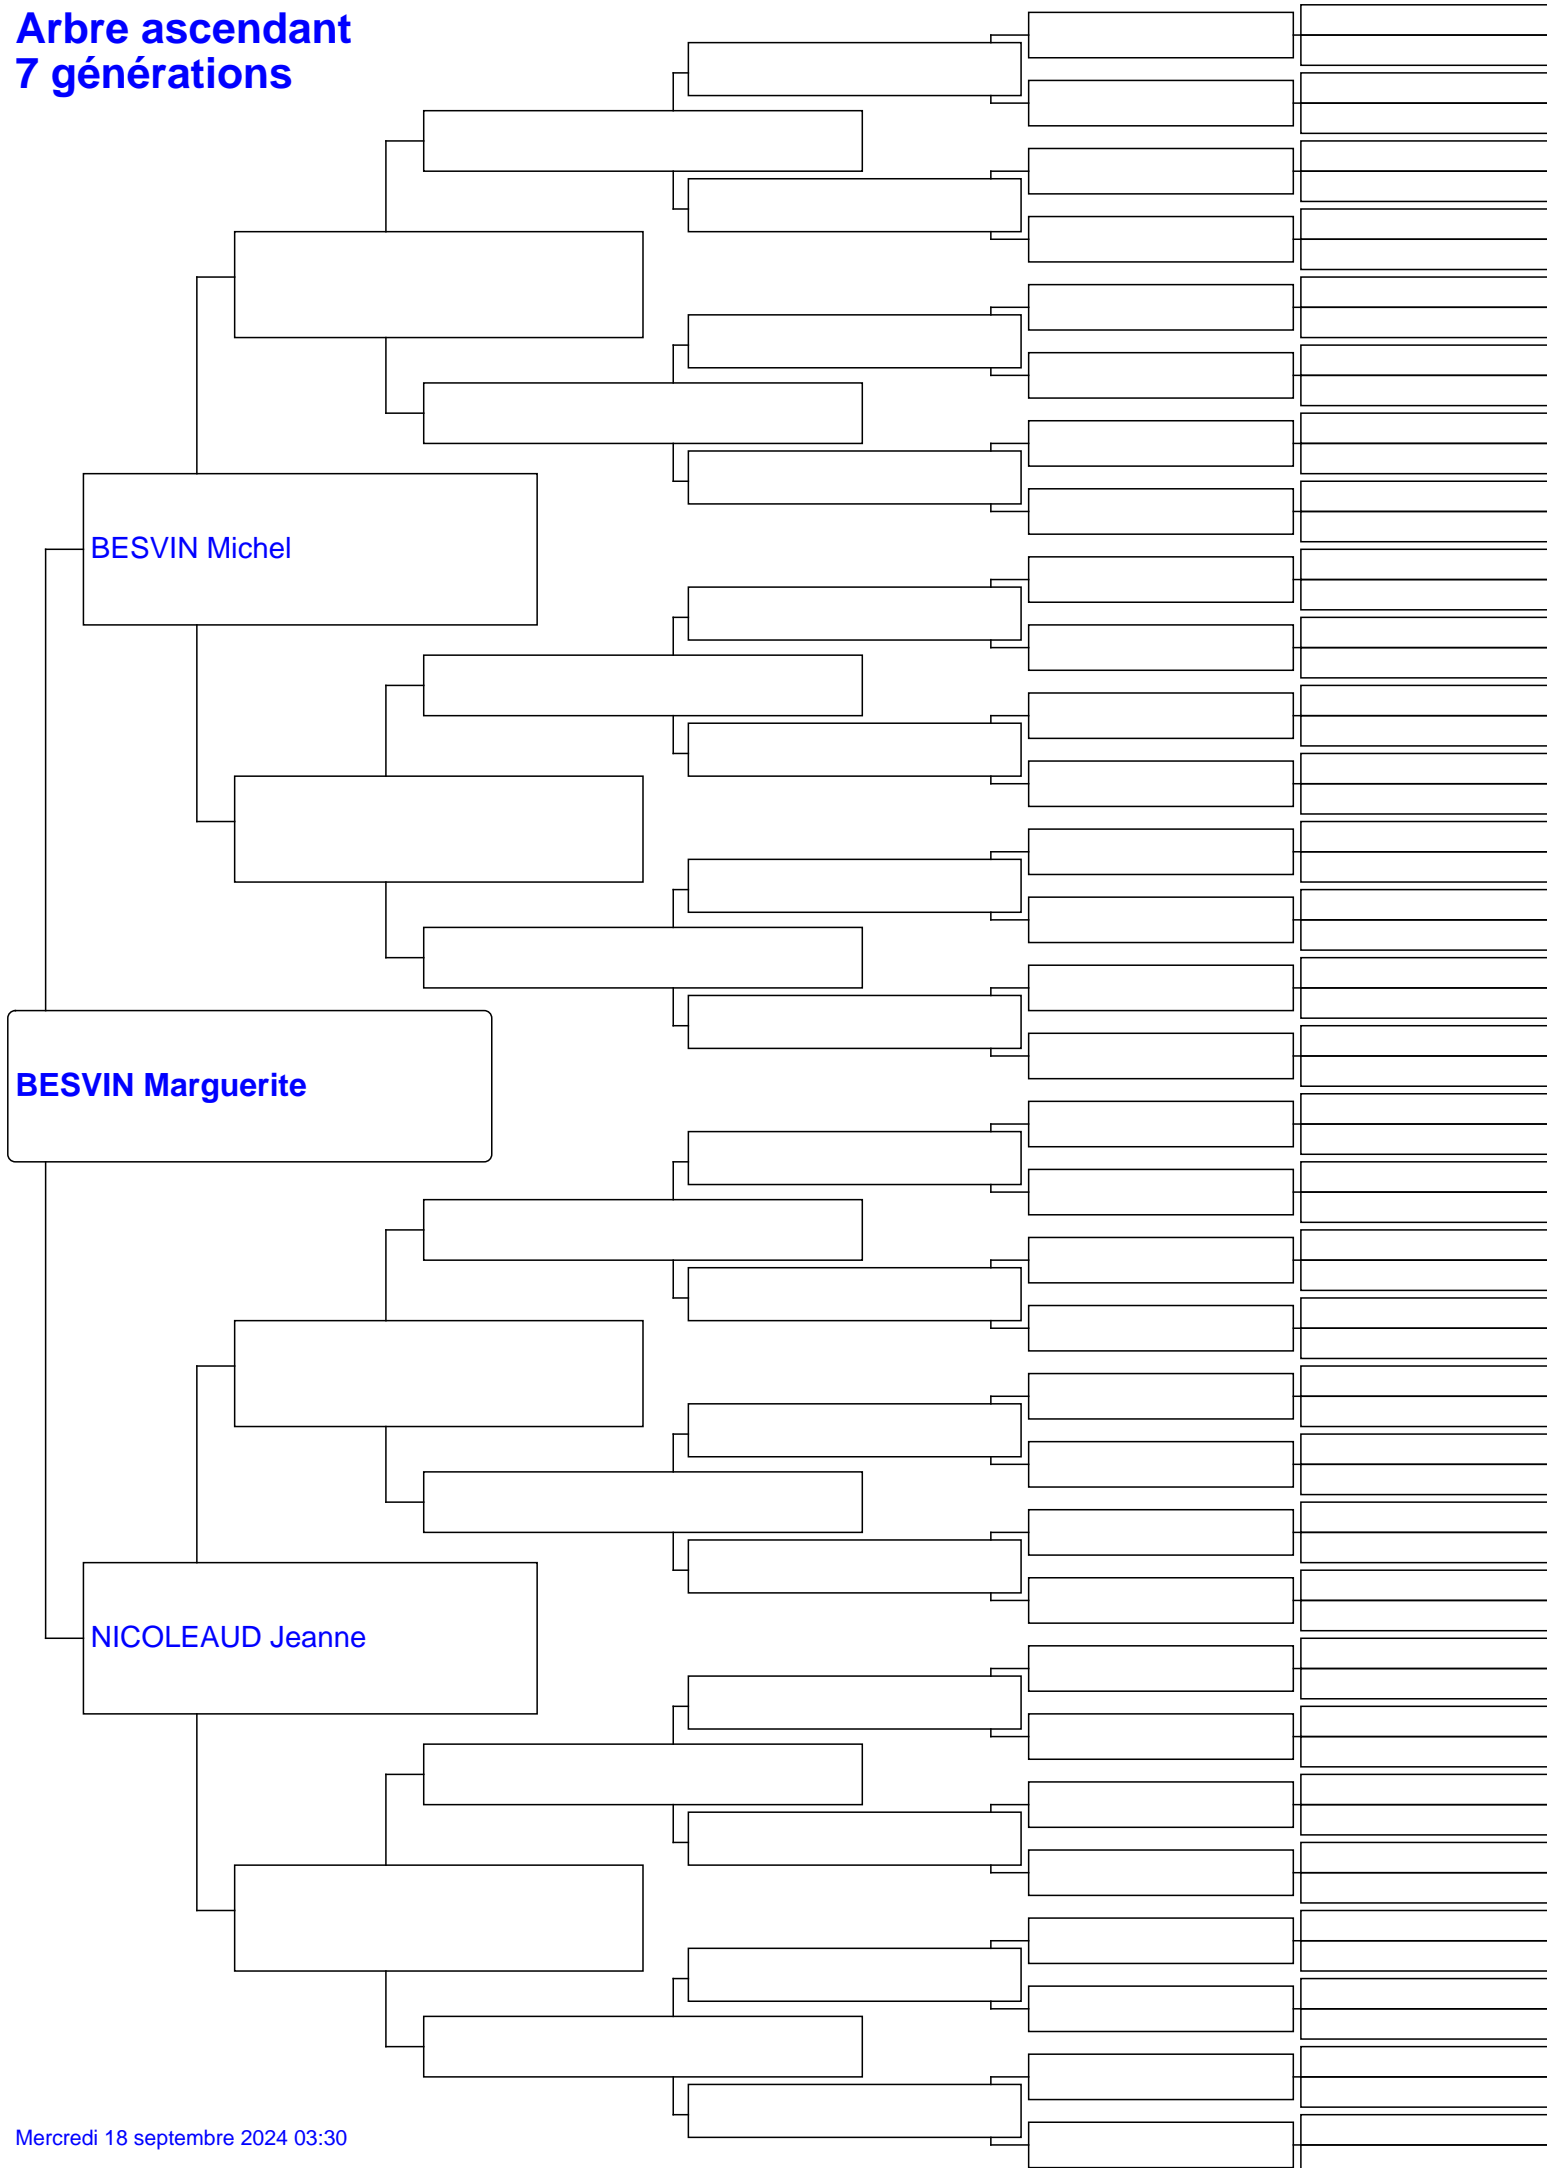 Arbre ascendant
7 générations
BESVIN Michel
BESVIN Marguerite
NICOLEAUD Jeanne
Mercredi 18 septembre 2024 03:30